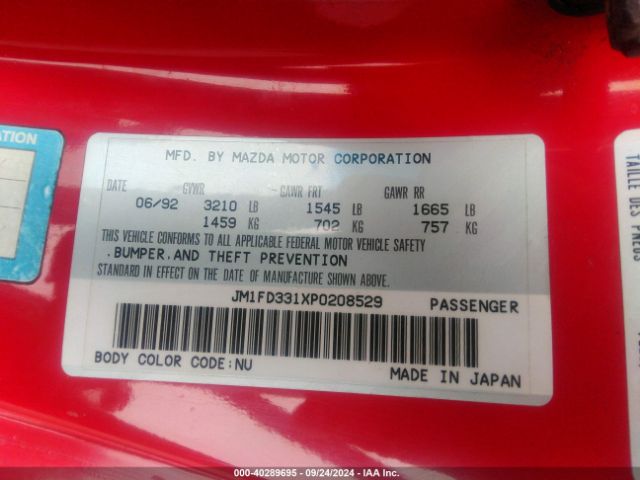 ATION
MFD. BY MAZDA MOTOR CORPORATION
DATE GVWR GAWR FRT GAWR RR
06/92 3210 LB 1545 LB 1665 LB
1459 KG 702 KG 757 KG
THIS VEHICLE CONFORMS TO ALL APPLICABLE FEDERAL MOTOR VEHICLE SAFETY
, BUMPER, AND THEFT PREVENTION
STANDARD IN EFFECT ON THE DATE OF MANUFACTURE SHOWN ABOVE.
JM1FD331XP0208529 PASSENGER
BODY COLOR CODE:NU
MADE IN JAPAN
TAILLE DES PNEUS
000-40289695 - 09/24/2024 - IAA Inc.